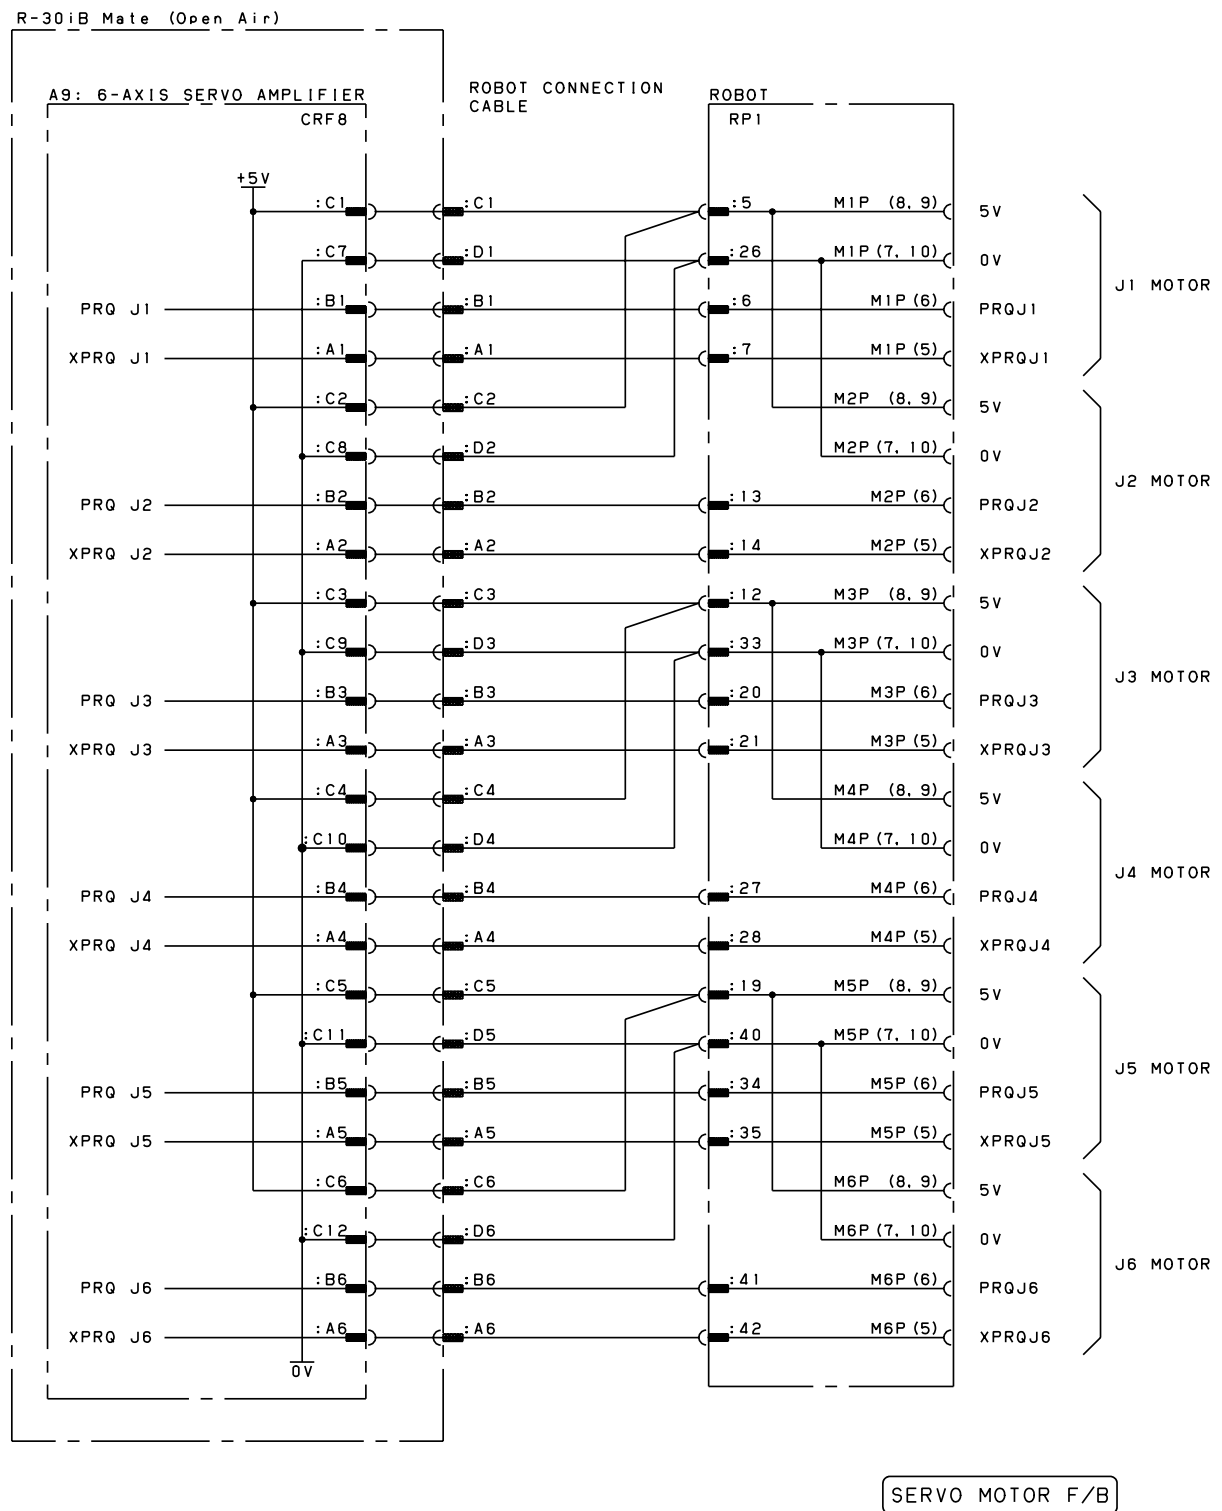 R-30iB Mate (Open Air)
A9: 6-AXIS SERVO AMPLIFIER
CRF8
ROBOT CONNECTION
CABLE
ROBOT
RP1
+5V
:C1 :C1 :5 M1P (8, 9) 5V
:C7 :D1 :26 M1P (7, 10) 0V
J1 MOTOR
PRQ J1 :B1 :B1 :6 M1P (6) PRQJ1
XPRQ J1 :A1 :A1 :7 M1P (5) XPRQJ1
:C2 :C2 M2P (8, 9) 5V
:C8 :D2 M2P (7, 10) 0V
J2 MOTOR
PRQ J2 :B2 :B2 :13 M2P (6) PRQJ2
XPRQ J2 :A2 :A2 :14 M2P (5) XPRQJ2
:C3 :C3 :12 M3P (8, 9) 5V
:C9 :D3 :33 M3P (7, 10) 0V
J3 MOTOR
PRQ J3 :B3 :B3 :20 M3P (6) PRQJ3
XPRQ J3 :A3 :A3 :21 M3P (5) XPRQJ3
:C4 :C4 M4P (8, 9) 5V
:C10 :D4 M4P (7, 10) 0V
J4 MOTOR
PRQ J4 :B4 :B4 :27 M4P (6) PRQJ4
XPRQ J4 :A4 :A4 :28 M4P (5) XPRQJ4
:C5 :C5 :19 M5P (8, 9) 5V
:C11 :D5 :40 M5P (7, 10) 0V
J5 MOTOR
PRQ J5 :B5 :B5 :34 M5P (6) PRQJ5
XPRQ J5 :A5 :A5 :35 M5P (5) XPRQJ5
:C6 :C6 M6P (8, 9) 5V
:C12 :D6 M6P (7, 10) 0V
J6 MOTOR
PRQ J6 :B6 :B6 :41 M6P (6) PRQJ6
XPRQ J6 :A6 :A6 :42 M6P (5) XPRQJ6
0V
SERVO MOTOR F/B